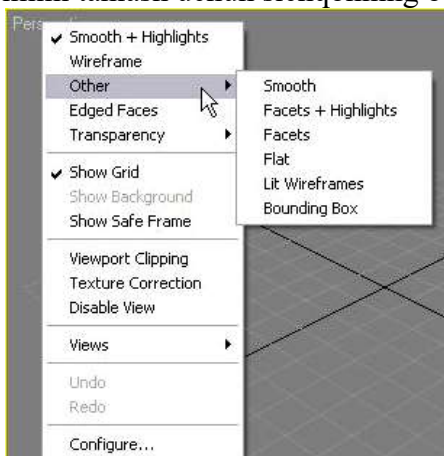 Smooth + Highlights
Wireframe
Other
Edged Faces
Transparency
Show Grid
Show Background
Show Safe Frame
Viewport Clipping
Texture Correction
Disable View
Views
Undo
Redo
Configure...
Smooth
Facets + Highlights
Facets
Flat
Lit Wireframes
Bounding Box